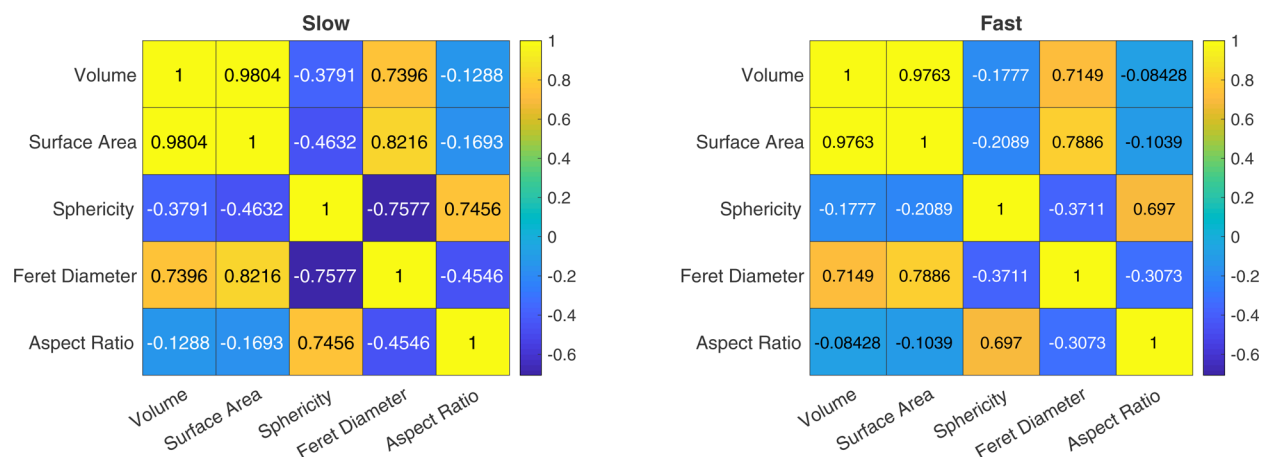 Slow
Volume 1 0.9804 -0.3791 0.7396 -0.1288
Surface Area 0.9804 1 -0.4632 0.8216 -0.1693
Sphericity -0.3791 -0.4632 1 -0.7577 0.7456
Feret Diameter 0.7396 0.8216 -0.7577 1 -0.4546
Aspect Ratio -0.1288 -0.1693 0.7456 -0.4546 1
Volume Surface Area Sphericity Feret Diameter Aspect Ratio
1
0.8
0.6
0.4
0.2
0
-0.2
-0.4
-0.6
Fast
Volume 1 0.9763 -0.1777 0.7149 -0.08428
Surface Area 0.9763 1 -0.2089 0.7886 -0.1039
Sphericity -0.1777 -0.2089 1 -0.3711 0.697
Feret Diameter 0.7149 0.7886 -0.3711 1 -0.3073
Aspect Ratio -0.08428 -0.1039 0.697 -0.3073 1
Volume Surface Area Sphericity Feret Diameter Aspect Ratio
1
0.8
0.6
0.4
0.2
0
-0.2
-0.4
-0.6